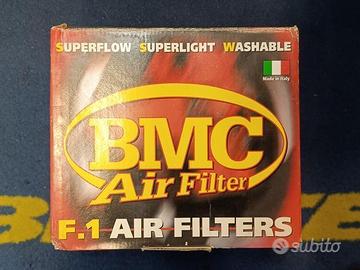 SUPERFLOW SUPERLIGHT WASHABLE
Made in Italy
BMC
Air Filter
F.1 AIR FILTERS
subito